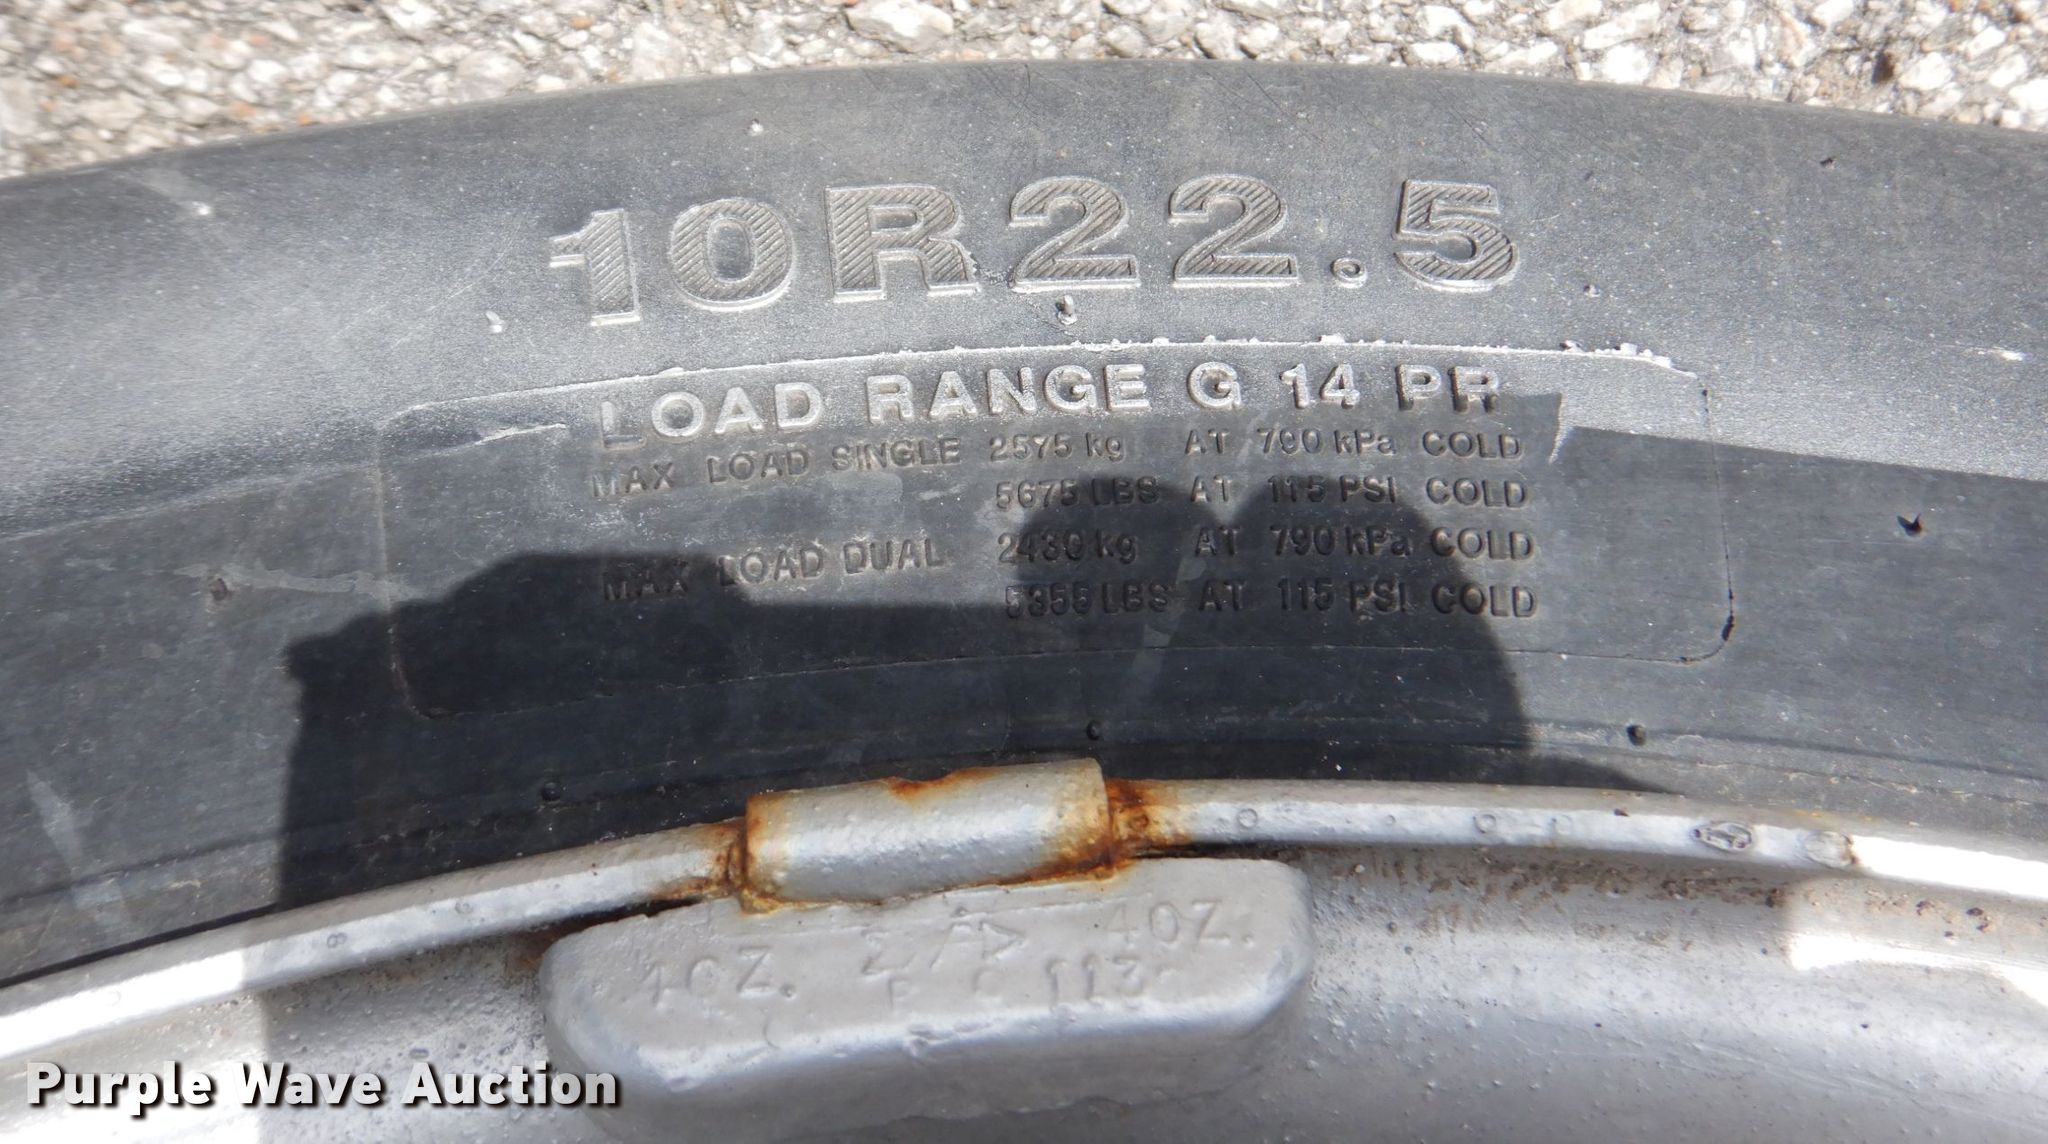 10R22.5
LOAD RANGE G 14 PR
MAX LOAD SINGLE 2575 kg AT 790 kPa COLD
5675 LBS AT 115 PSI COLD
MAX LOAD DUAL 2430 kg AT 790 kPa COLD
5355 LBS AT 115 PSI COLD
4OZ. 4OZ.
Purple Wave Auction